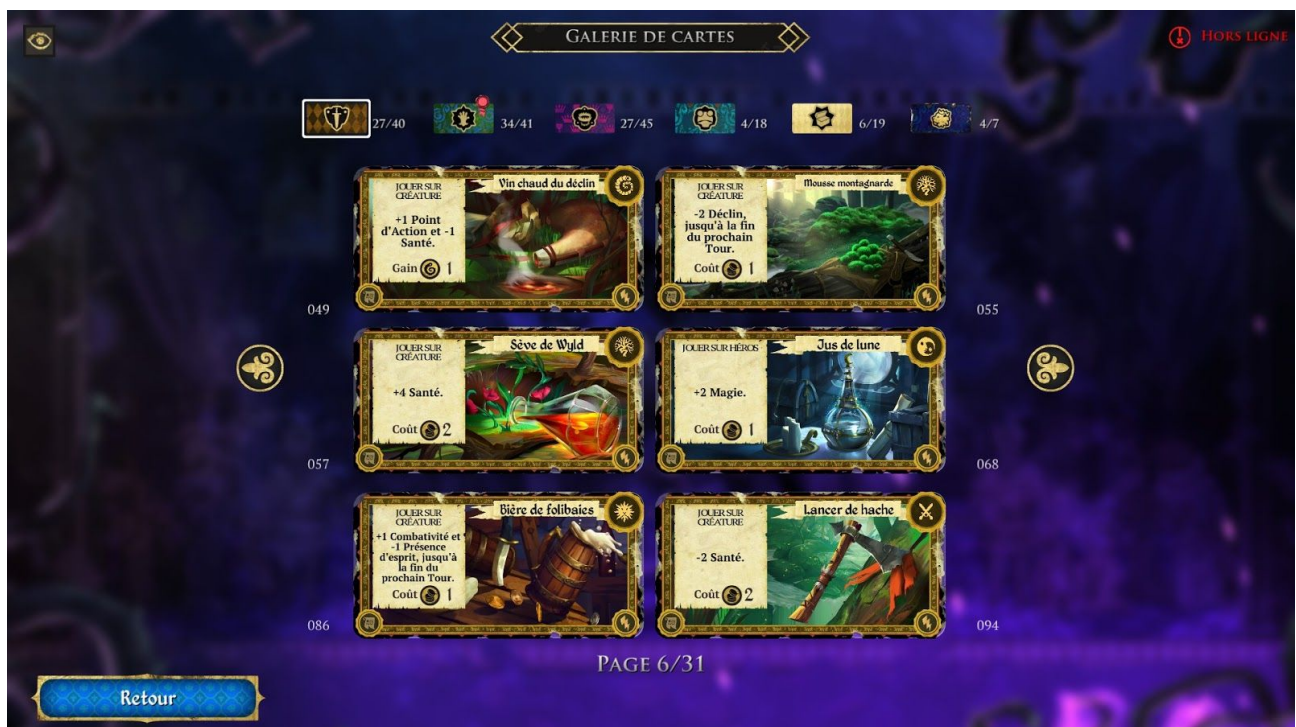 GALERIE DE CARTES
HORS LIGNE
27/40
34/41
27/45
4/18
6/19
4/7
JOUER SUR
CRÉATURE
Vin chaud du déclin
+1 Point
d'Action et -1
Santé.
Gain 1
049
JOUER SUR
CRÉATURE
Mousse montagnarde
-2 Déclin,
jusqu'à la fin
du prochain
Tour.
Coût 1
055
JOUER SUR
CRÉATURE
Sève de Wyld
+4 Santé.
Coût 2
057
JOUER SUR HÉROS
Jus de lune
+2 Magie.
Coût 1
068
JOUER SUR
CRÉATURE
Bière de folibaies
+1 Combativité et
-1 Présence
d'esprit, jusqu'à
la fin du
prochain Tour.
Coût 1
086
JOUER SUR
CRÉATURE
Lancer de hache
-2 Santé.
Coût 2
094
PAGE 6/31
Retour